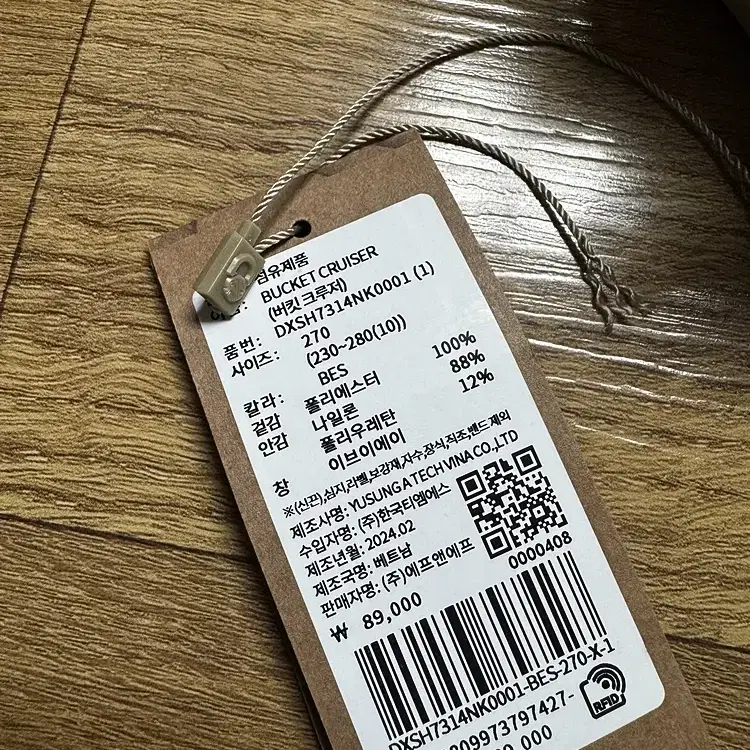 섬유제품
BUCKET CRUISER
(버킷 크루저)
품번: DXSH7314NK0001 (1)
사이즈: 270
(230~280(10))
칼라: BES
겉감 폴리에스터 100%
안감 나일론 88%
폴리우레탄 12%
창 이브이에이
※(신관),심지,라벨,보강재,자수,장식,직조,밴드 제외
제조사명: YUSUNG A TECH VINA CO.,LTD
수입자명: (주)한국티엠에스
제조년월: 2024.02
제조국명: 베트남
판매자명: (주)에프앤에프
0000408
₩ 89,000
DXSH7314NK0001-BES-270-X-1
8809973797427-
RFID